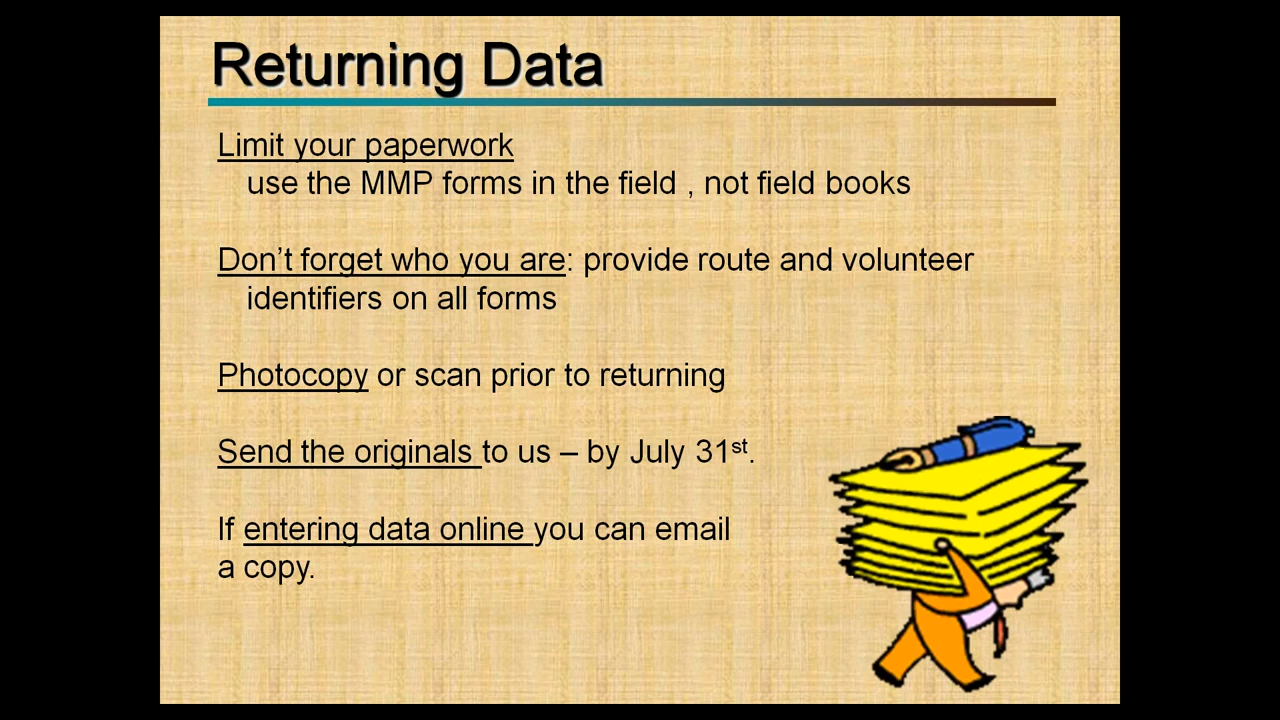 Returning Data
Limit your paperwork
use the MMP forms in the field , not field books
Don’t forget who you are: provide route and volunteer
identifiers on all forms
Photocopy or scan prior to returning
Send the originals to us – by July 31st.
If entering data online you can email
a copy.